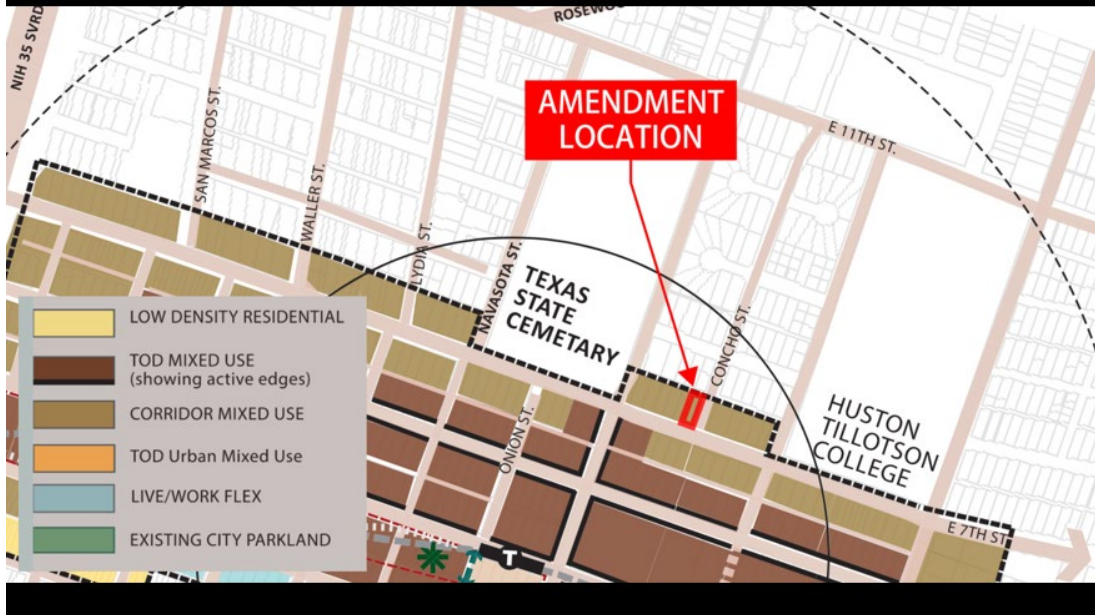 NIH 35 SVRD
ROSEWO
AMENDMENT
LOCATION
E 11TH ST.
SAN MARCOS ST.
WALLER ST.
LYDIA ST.
NAVASOTA ST.
TEXAS
STATE
CEMETARY
CONCHO ST.
HUSTON
TILLOTSON
COLLEGE
ONION ST.
E 7TH ST.
LOW DENSITY RESIDENTIAL
TOD MIXED USE
(showing active edges)
CORRIDOR MIXED USE
TOD Urban Mixed Use
LIVE/WORK FLEX
EXISTING CITY PARKLAND
T